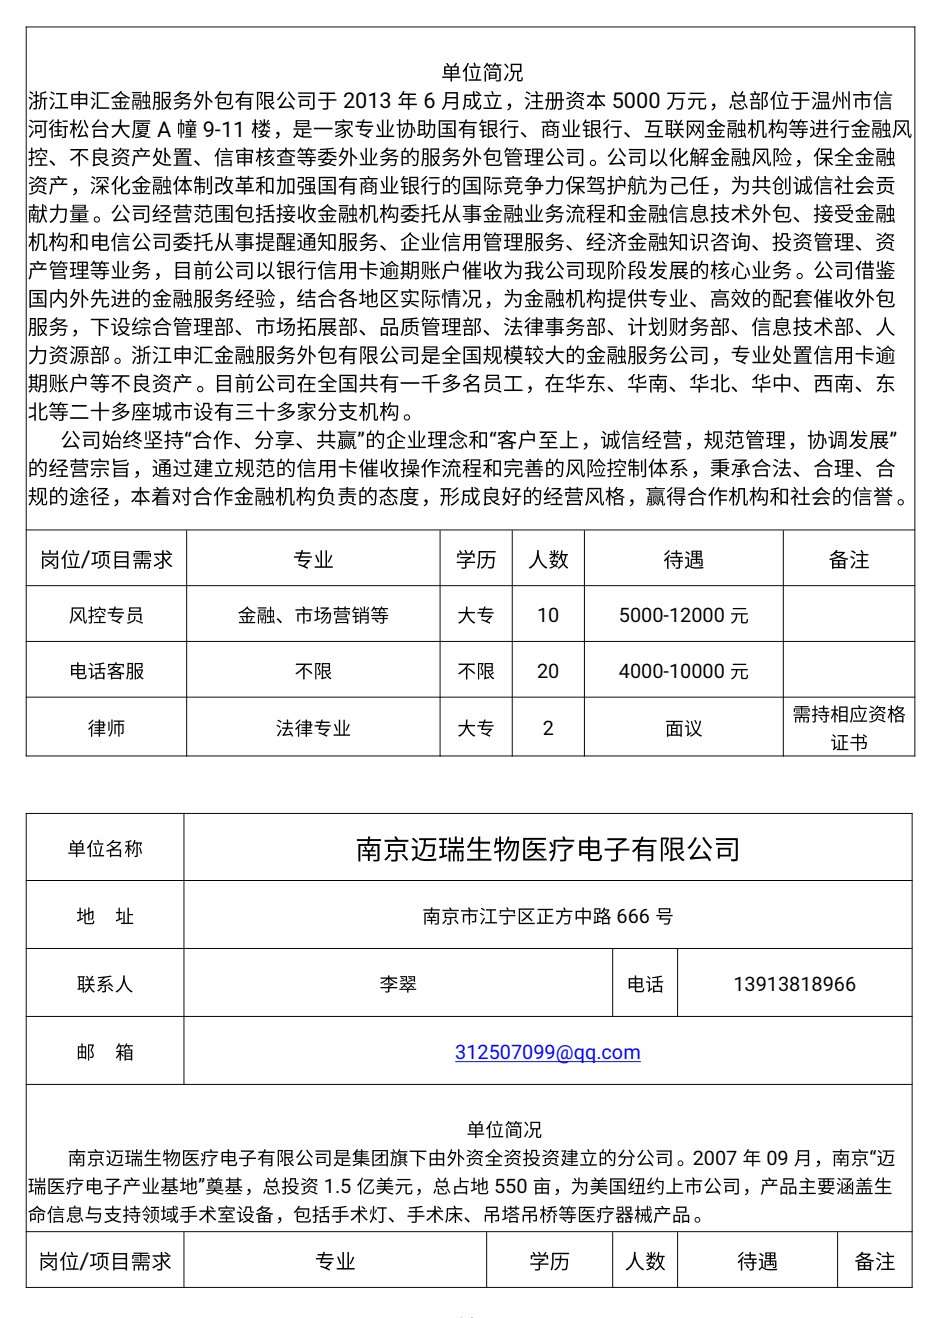 单位简况
浙江申汇金融服务外包有限公司于 2013 年 6 月成立，注册资本 5000 万元，总部位于温州市信
河街松台大厦 A 幢 9-11 楼，是一家专业协助国有银行、商业银行、互联网金融机构等进行金融风
控、不良资产处置、信审核查等委外业务的服务外包管理公司。公司以化解金融风险，保全金融
资产，深化金融体制改革和加强国有商业银行的国际竞争力保驾护航为己任，为共创诚信社会贡
献力量。公司经营范围包括接收金融机构委托从事金融业务流程和金融信息技术外包、接受金融
机构和电信公司委托从事提醒通知服务、企业信用管理服务、经济金融知识咨询、投资管理、资
产管理等业务，目前公司以银行信用卡逾期账户催收为我公司现阶段发展的核心业务。公司借鉴
国内外先进的金融服务经验，结合各地区实际情况，为金融机构提供专业、高效的配套催收外包
服务，下设综合管理部、市场拓展部、品质管理部、法律事务部、计划财务部、信息技术部、人
力资源部。浙江申汇金融服务外包有限公司是全国规模较大的金融服务公司，专业处置信用卡逾
期账户等不良资产。目前公司在全国共有一千多名员工，在华东、华南、华北、华中、西南、东
北等二十多座城市设有三十多家分支机构。
公司始终坚持“合作、分享、共赢”的企业理念和“客户至上，诚信经营，规范管理，协调发展”
的经营宗旨，通过建立规范的信用卡催收操作流程和完善的风险控制体系，秉承合法、合理、合
规的途径，本着对合作金融机构负责的态度，形成良好的经营风格，赢得合作机构和社会的信誉。
岗位/项目需求 专业 学历 人数 待遇 备注
风控专员 金融、市场营销等 大专 10 5000-12000 元
电话客服 不限 不限 20 4000-10000 元
律师 法律专业 大专 2 面议 需持相应资格
证书
单位名称 南京迈瑞生物医疗电子有限公司
地 址 南京市江宁区正方中路 666 号
联系人 李翠 电话 13913818966
邮 箱 312507099@qq.com
单位简况
南京迈瑞生物医疗电子有限公司是集团旗下由外资全资投资建立的分公司。2007 年 09 月，南京“迈
瑞医疗电子产业基地”奠基，总投资 1.5 亿美元，总占地 550 亩，为美国纽约上市公司，产品主要涵盖生
命信息与支持领域手术室设备，包括手术灯、手术床、吊塔吊桥等医疗器械产品。
岗位/项目需求 专业 学历 人数 待遇 备注